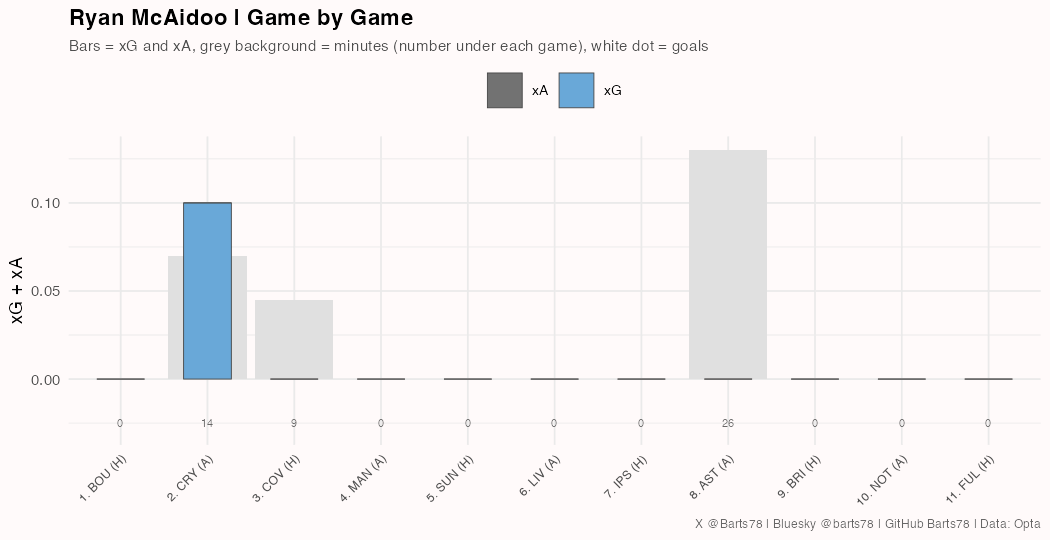 Ryan McAidoo | Game by Game
Bars = xG and xA, grey background = minutes (number under each game), white dot = goals
xA xG
xG + xA
0.10
0.05
0.00
0 14 9 0 0 0 0 26 0 0 0
1. BOU (H) 2. CRY (A) 3. COV (H) 4. MAN (A) 5. SUN (H) 6. LIV (A) 7. IPS (H) 8. AST (A) 9. BRI (H) 10. NOT (A) 11. FUL (H)
X @Barts78 | Bluesky @barts78 | GitHub Barts78 | Data: Opta